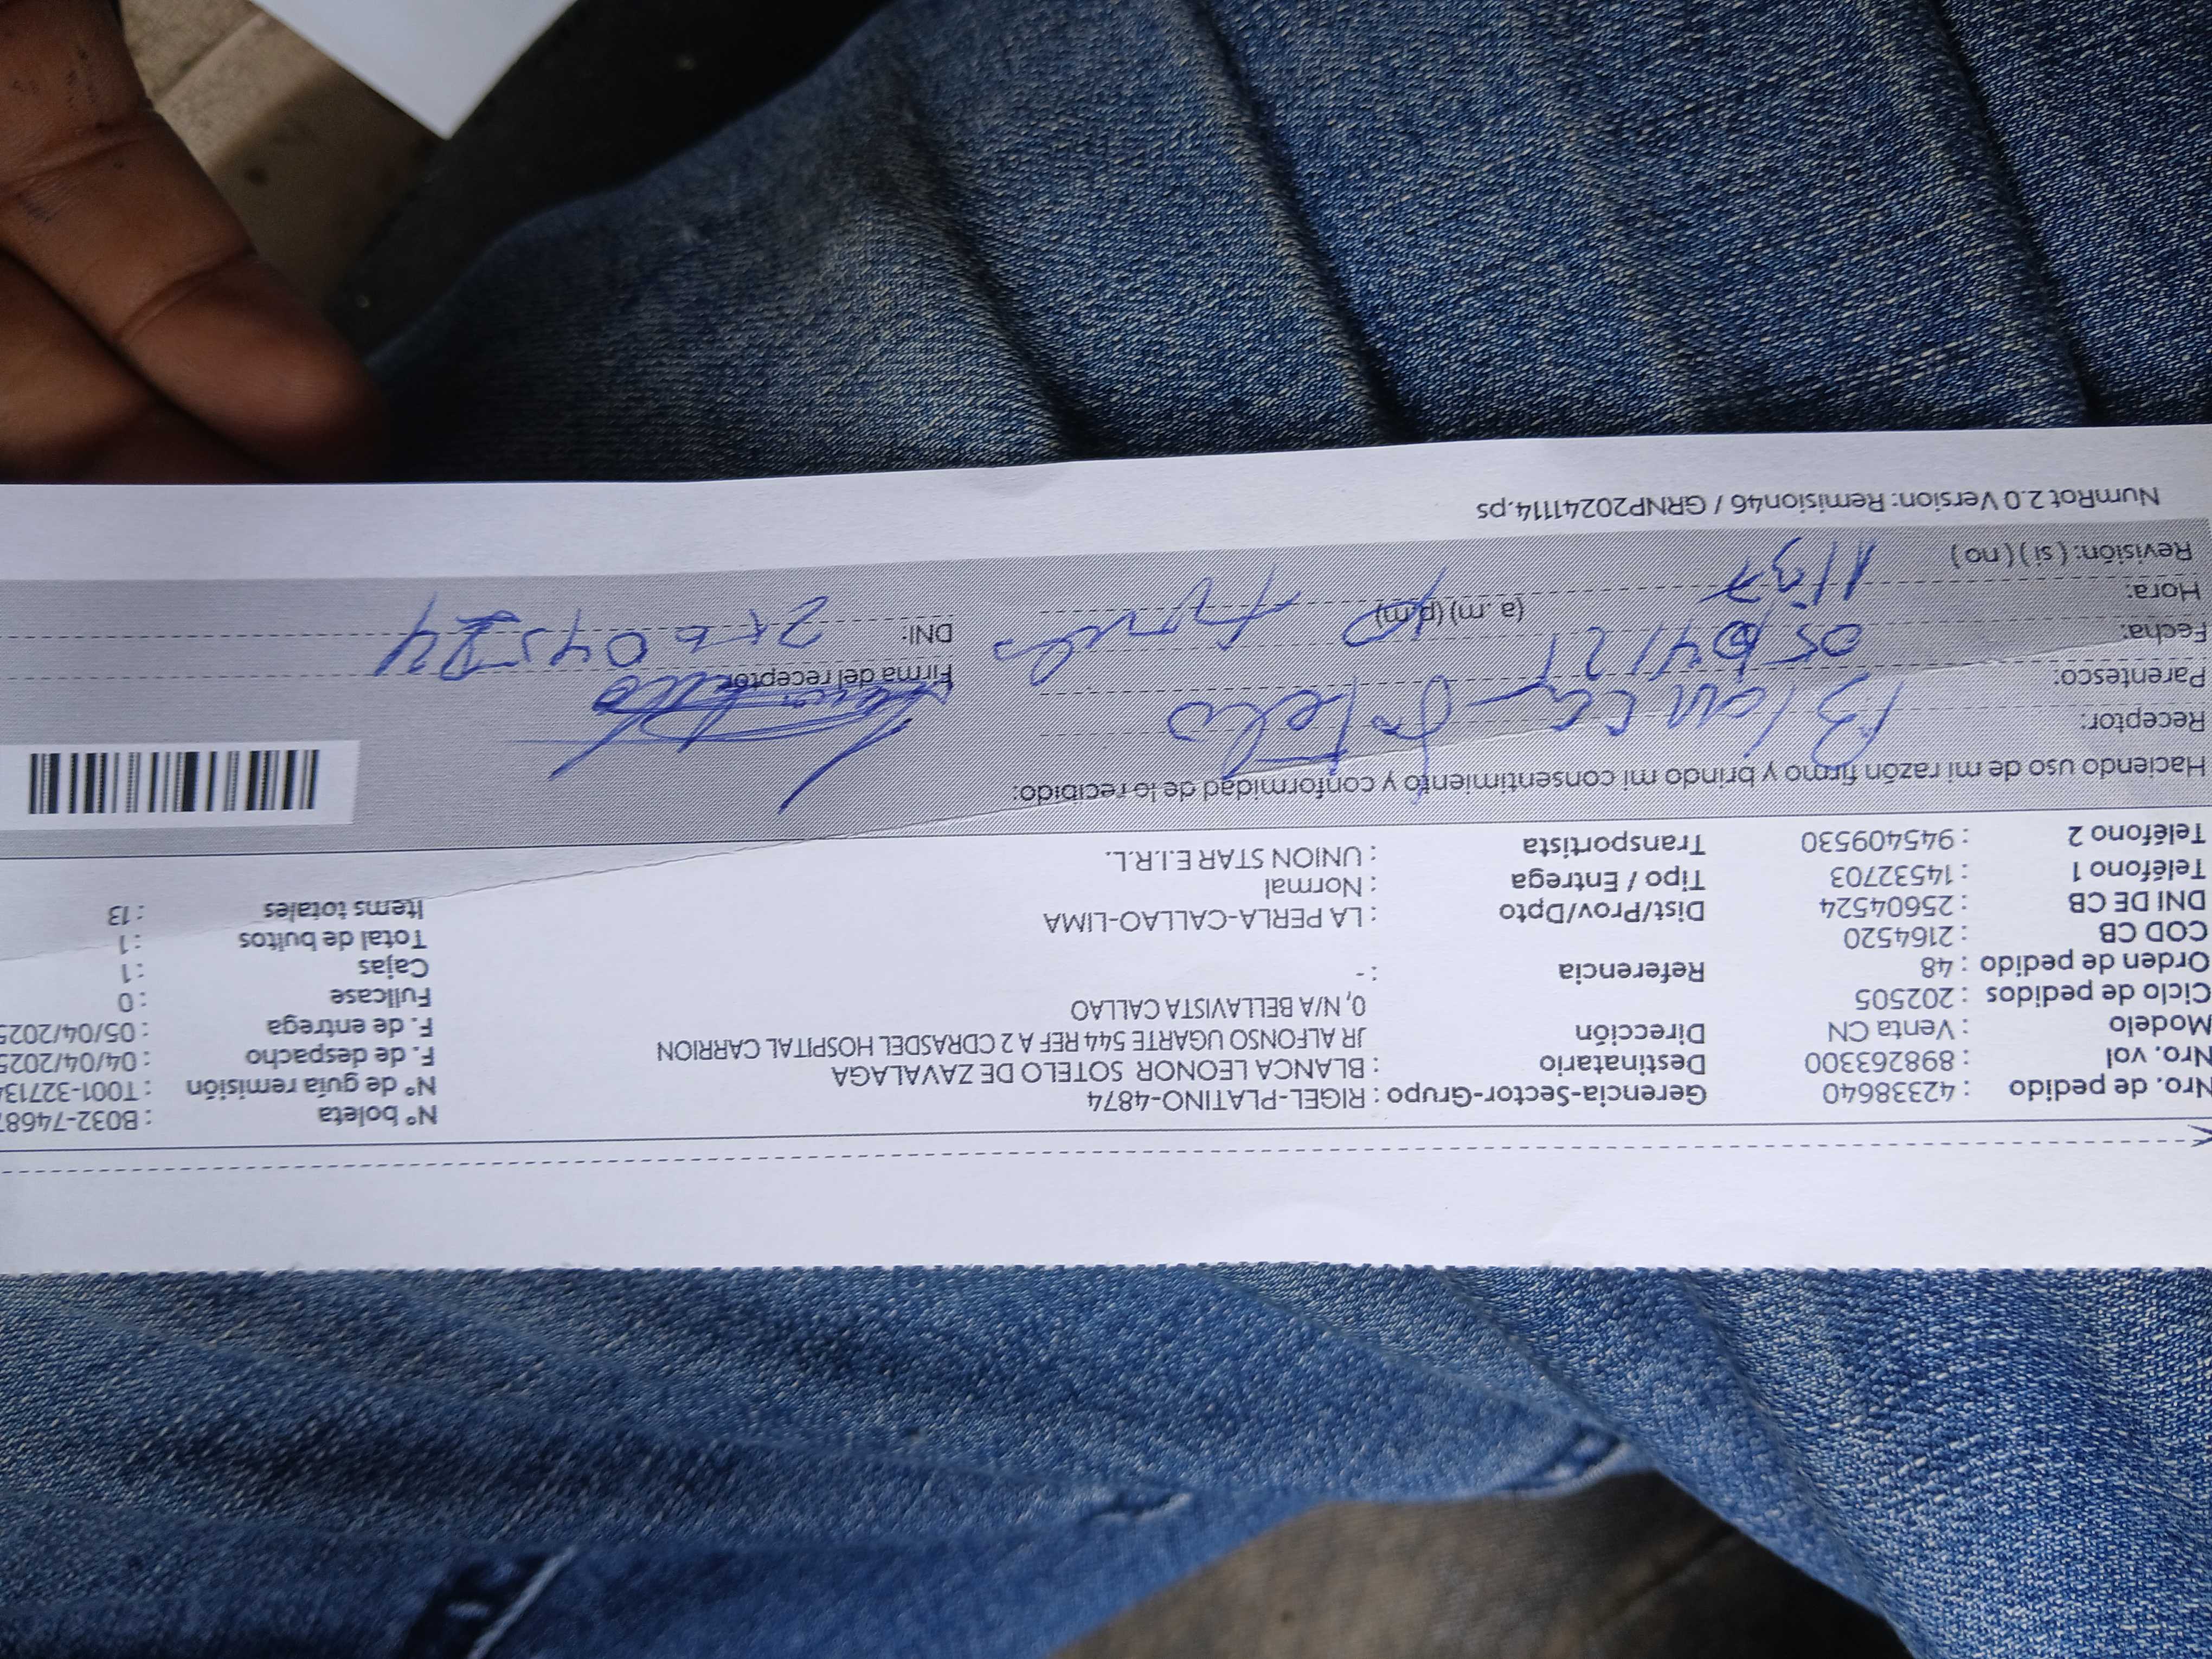 Nro. de pedido : 42338640 Gerencia-Sector-Grupo : RIGEL-PLATINO-4874 N° boleta : B032-7468
Nro. vol : 898263300 Destinatario : BLANCA LEONOR SOTELO DE ZAVALAGA N° de guía remisión : T001-32713
Modelo : Venta CN Dirección JR ALFONSO UGARTE 544 REF A 2 CDRASDEL HOSPITAL CARRION F. de despacho : 04/04/2025
Ciclo de pedidos : 202505 0, N/A BELLAVISTA CALLAO F. de entrega : 05/04/2025
Orden de pedido : 48 Referencia : - Fullcase : 0
COD CB : 2164520 Cajas : 1
DNI DE CB : 25604524 Dist/Prov/Dpto : LA PERLA-CALLAO-LIMA Total de bultos : 1
Teléfono 1 : 14532703 Tipo / Entrega : Normal Items totales : 13
Teléfono 2 : 945409530 Transportista : UNION STAR E.I.R.L.
Haciendo uso de mi razón firmo y brindo mi consentimiento y conformidad de lo recibido:
Receptor: Blanca Sotelo
Parentesco: Firma del receptor
Fecha: 05/04/21 DNI:
Hora: 11/37 (a. m) (p.m)
Revisión: ( si ) ( no )
NumRot 2.0 Version: Remision46 / GRNP20241114.ps